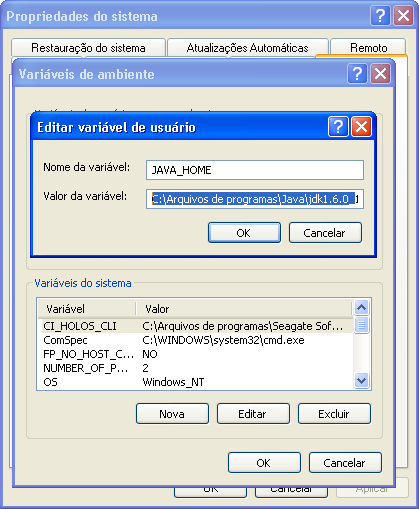 Propriedades do sistema
Restauração do sistema
Atualizações Automáticas
Remoto
Variáveis de ambiente
Editar variável de usuário
Nome da variável:
JAVA_HOME
Valor da variável:
C:\Arquivos de programas\Java\jdk1.6.0_1
OK
Cancelar
Variáveis do sistema
Variável
Valor
CI_HOLOS_CLI
C:\Arquivos de programas\Seagate Sof...
ComSpec
C:\WINDOWS\system32\cmd.exe
FP_NO_HOST_C...
NO
NUMBER_OF_P...
2
OS
Windows_NT
Nova
Editar
Excluir
OK
Cancelar
OK
Cancelar
Aplicar